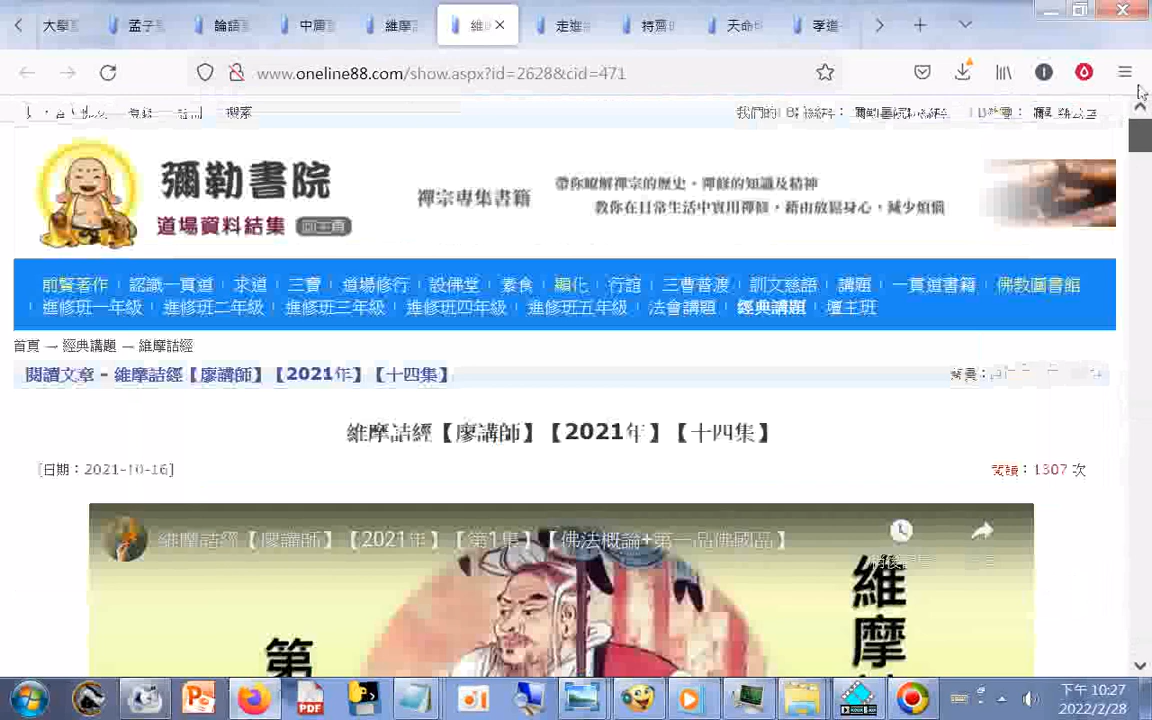 大學 孟子 論語 中庸 維摩 維 走進 特齋 天命 孝道
www.oneline88.com/show.aspx?id=2628&cid=471
搜索
彌勒書院
道場資料結集 回主頁
禪宗專集書籍
帶你瞭解禪宗的歷史，禪修的知識及精神
教你在日常生活中實用禪修，藉由放鬆身心，減少煩惱
前賢著作 認識一貫道 求道 三寶 道場修行 設佛堂 素食 顯化 行誼 三曹普渡 訓文慈語 講題 一貫道書籍 佛教圖書館
進修班一年級 進修班二年級 進修班三年級 進修班四年級 進修班五年級 法會講題 經典講題 壇主班
首頁 → 經典講題 → 維摩詰經
閱讀文章 - 維摩詰經【廖講師】【2021年】【十四集】
維摩詰經【廖講師】【2021年】【十四集】
[日期：2021-10-16]
閱讀：1307 次
維摩詰經【廖講師】【2021年】【第1集】【佛法概論+第一品佛國品】
維摩
第
下午 10:27
2022/2/28